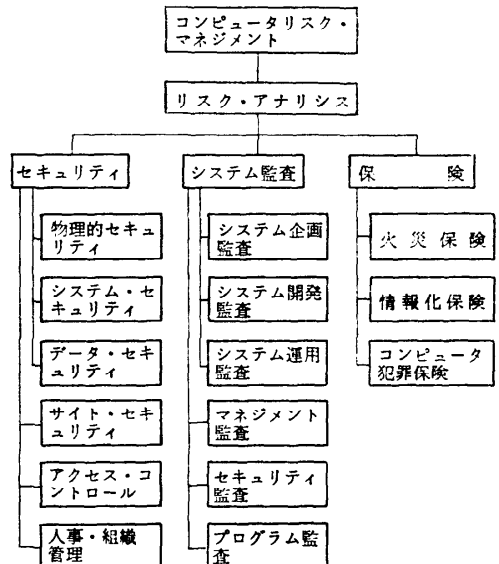 コンピュータリスク・
マネジメント
リスク・アナリシス
セキュリティ
システム監査
保険
物理的セキュ
リティ
システム・セ
キュリティ
データ・セキ
ュリティ
サイト・セキ
ュリティ
アクセス・コ
ントロール
人事・組織
管理
システム企画
監査
システム開発
監査
システム運用
監査
マネジメント
監査
セキュリティ
監査
プログラム監
査
火災保険
情報化保険
コンピュータ
犯罪保険